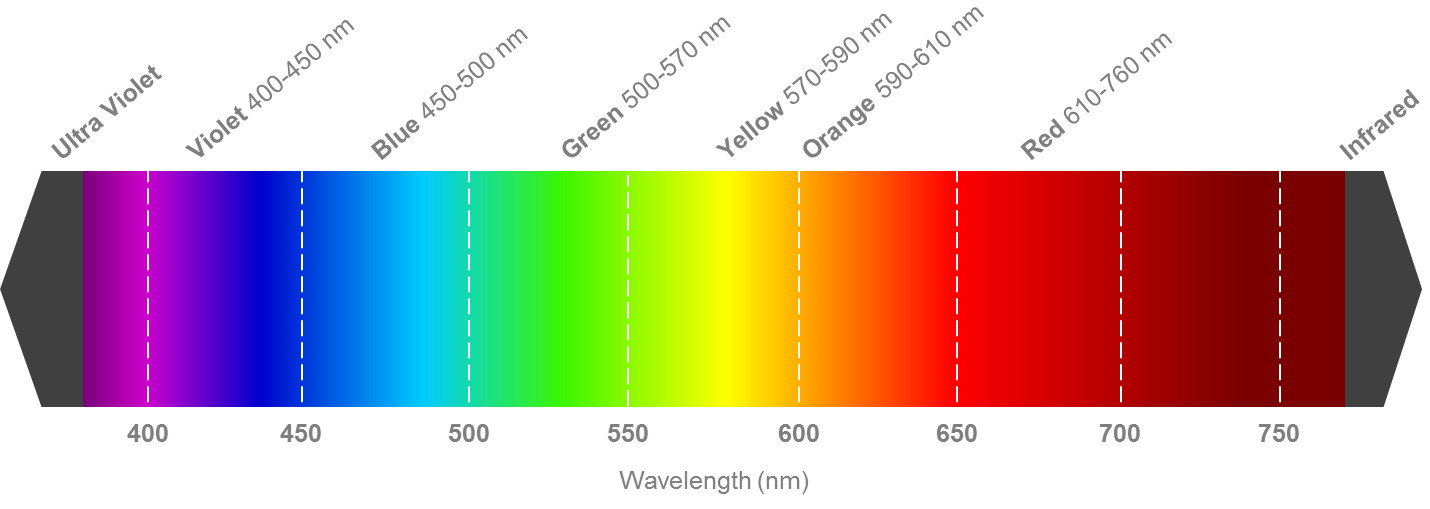 Ultra Violet
Violet 400-450 nm
Blue 450-500 nm
Green 500-570 nm
Yellow 570-590 nm
Orange 590-610 nm
Red 610-760 nm
Infrared
400 450 500 550 600 650 700 750
Wavelength (nm)